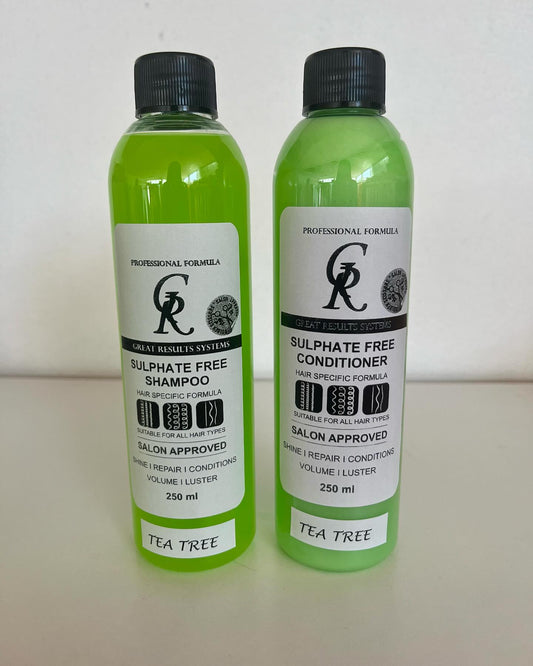 PROFESSIONAL FORMULA
GR
GREAT RESULTS SYSTEMS
SULPHATE FREE
SHAMPOO
HAIR SPECIFIC FORMULA
SUITABLE FOR ALL HAIR TYPES
SALON APPROVED
SHINE I REPAIR I CONDITIONS
VOLUME I LUSTER
250 ml
TEA TREE
PROFESSIONAL FORMULA
GR
GREAT RESULTS SYSTEMS
SULPHATE FREE
CONDITIONER
HAIR SPECIFIC FORMULA
SUITABLE FOR ALL HAIR TYPES
SALON APPROVED
SHINE I REPAIR I CONDITIONS
VOLUME I LUSTER
250 ml
TEA TREE